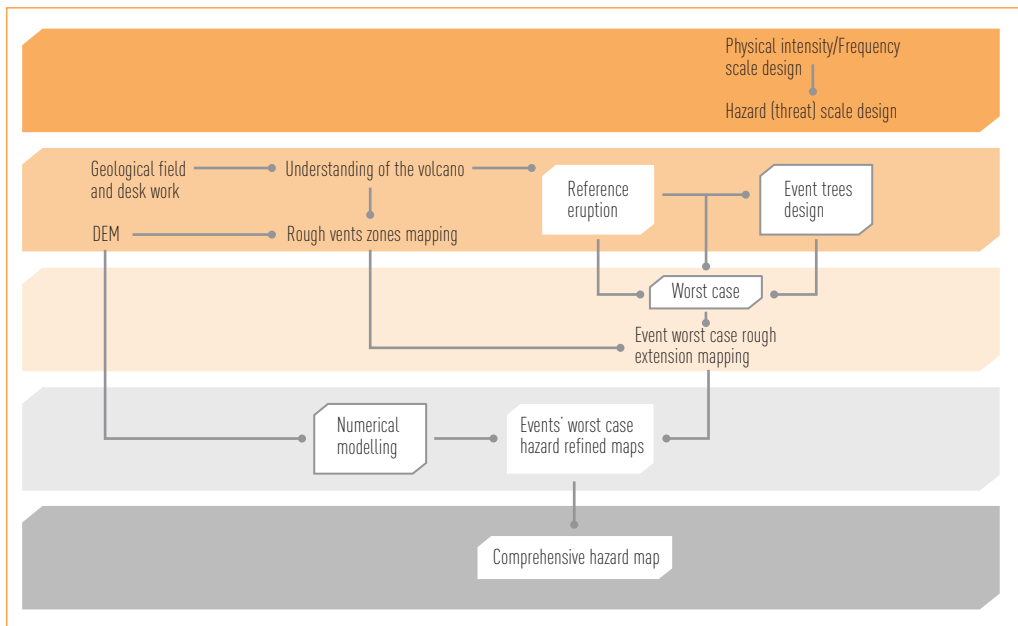 Physical intensity/Frequency
scale design
Hazard (threat) scale design
Geological field
and desk work
Understanding of the volcano
Reference
eruption
Event trees
design
DEM
Rough vents zones mapping
Worst case
Event worst case rough
extension mapping
Numerical
modelling
Events' worst case
hazard refined maps
Comprehensive hazard map